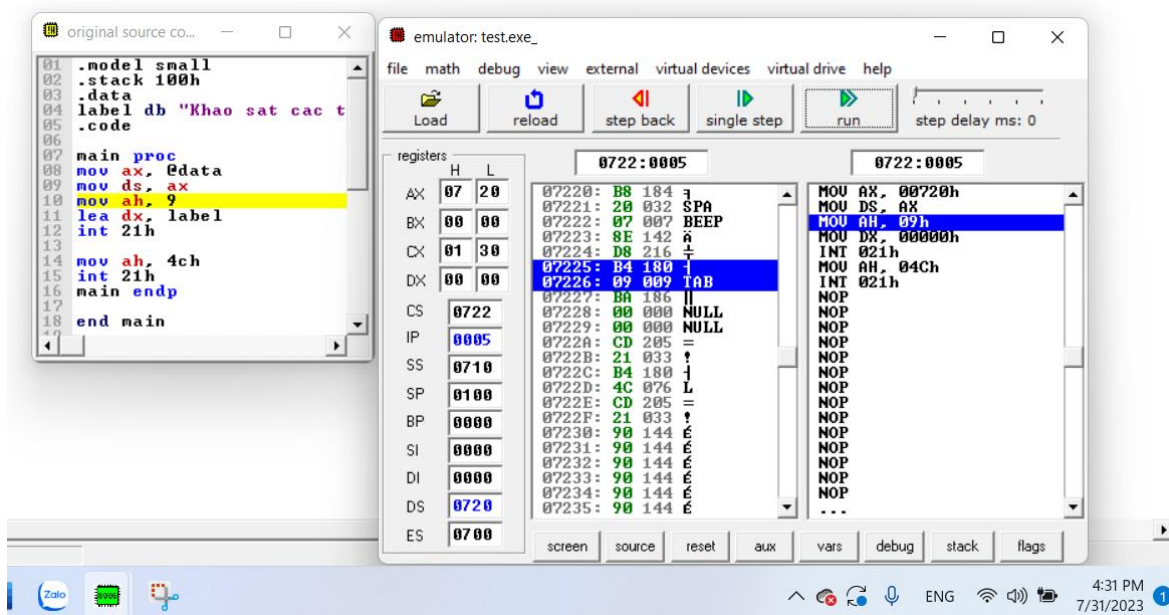 original source co...
01 .model small
02 .stack 100h
03 .data
04 label db "Khao sat cac t
05 .code
06
07 main proc
08 mov ax, @data
09 mov ds, ax
10 mov ah, 9
11 lea dx, label
12 int 21h
13
14 mov ah, 4ch
15 int 21h
16 main endp
17
18 end main
emulator: test.exe_
file math debug view external virtual devices virtual drive help
Load reload step back single step run step delay ms: 0
registers
H L
AX 07 20
BX 00 00
CX 01 30
DX 00 00
CS 0722
IP 0005
SS 0710
SP 0100
BP 0000
SI 0000
DI 0000
DS 0720
ES 0700
0722:0005
07220: B8 184 ╕
07221: 20 032 SPA
07222: 07 007 BEEP
07223: 8E 142 Ä
07224: D8 216 ╪
07225: B4 180 ┤
07226: 09 009 TAB
07227: BA 186 ║
07228: 00 000 NULL
07229: 00 000 NULL
0722A: CD 205 =
0722B: 21 033 !
0722C: B4 180 ┤
0722D: 4C 076 L
0722E: CD 205 =
0722F: 21 033 !
07230: 90 144 É
07231: 90 144 É
07232: 90 144 É
07233: 90 144 É
07234: 90 144 É
07235: 90 144 É
0722:0005
MOV AX, 00720h
MOV DS, AX
MOV AH, 09h
MOV DX, 00000h
INT 021h
MOV AH, 04Ch
INT 021h
NOP
NOP
NOP
NOP
NOP
NOP
NOP
NOP
NOP
NOP
NOP
NOP
NOP
NOP
...
screen source reset aux vars debug stack flags
Zalo
8086
ENG
4:31 PM
7/31/2023
1